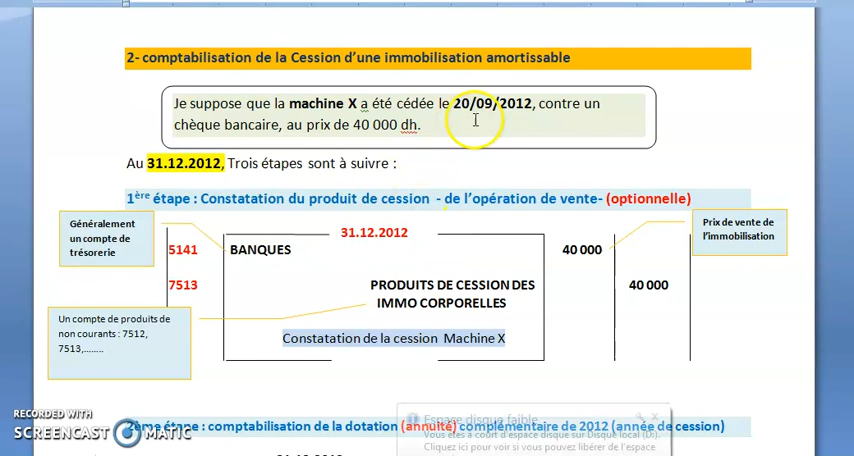 2- comptabilisation de la Cession d'une immobilisation amortissable
Je suppose que la machine X a été cédée le 20/09/2012, contre un
chèque bancaire, au prix de 40 000 dh.
Au 31.12.2012, Trois étapes sont à suivre :
1ère étape : Constatation du produit de cession - de l'opération de vente- (optionnelle)
Généralement
un compte de
trésorerie
Prix de vente de
l'immobilisation
31.12.2012
5141 BANQUES 40 000
7513 PRODUITS DE CESSION DES 40 000
IMMO CORPORELLES
Un compte de produits de
non courants : 7512,
7513,........
Constatation de la cession Machine X
RECORDED WITH
SCREENCAST MATIC
Espace disque faible
2ème étape : comptabilisation de la dotation (annuité) complémentaire de 2012 (année de cession)
Vous êtes à court d'espace disque sur Disque local (D:).
Cliquez ici pour voir si vous pouvez libérer de l'espace